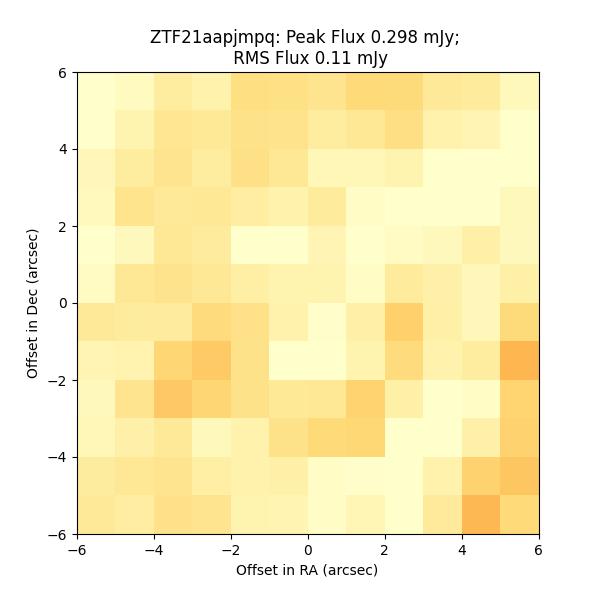 ZTF21aapjmpq: Peak Flux 0.298 mJy;
RMS Flux 0.11 mJy
6
4
2
0
−2
−4
−6
Offset in Dec (arcsec)
−6 −4 −2 0 2 4 6
Offset in RA (arcsec)